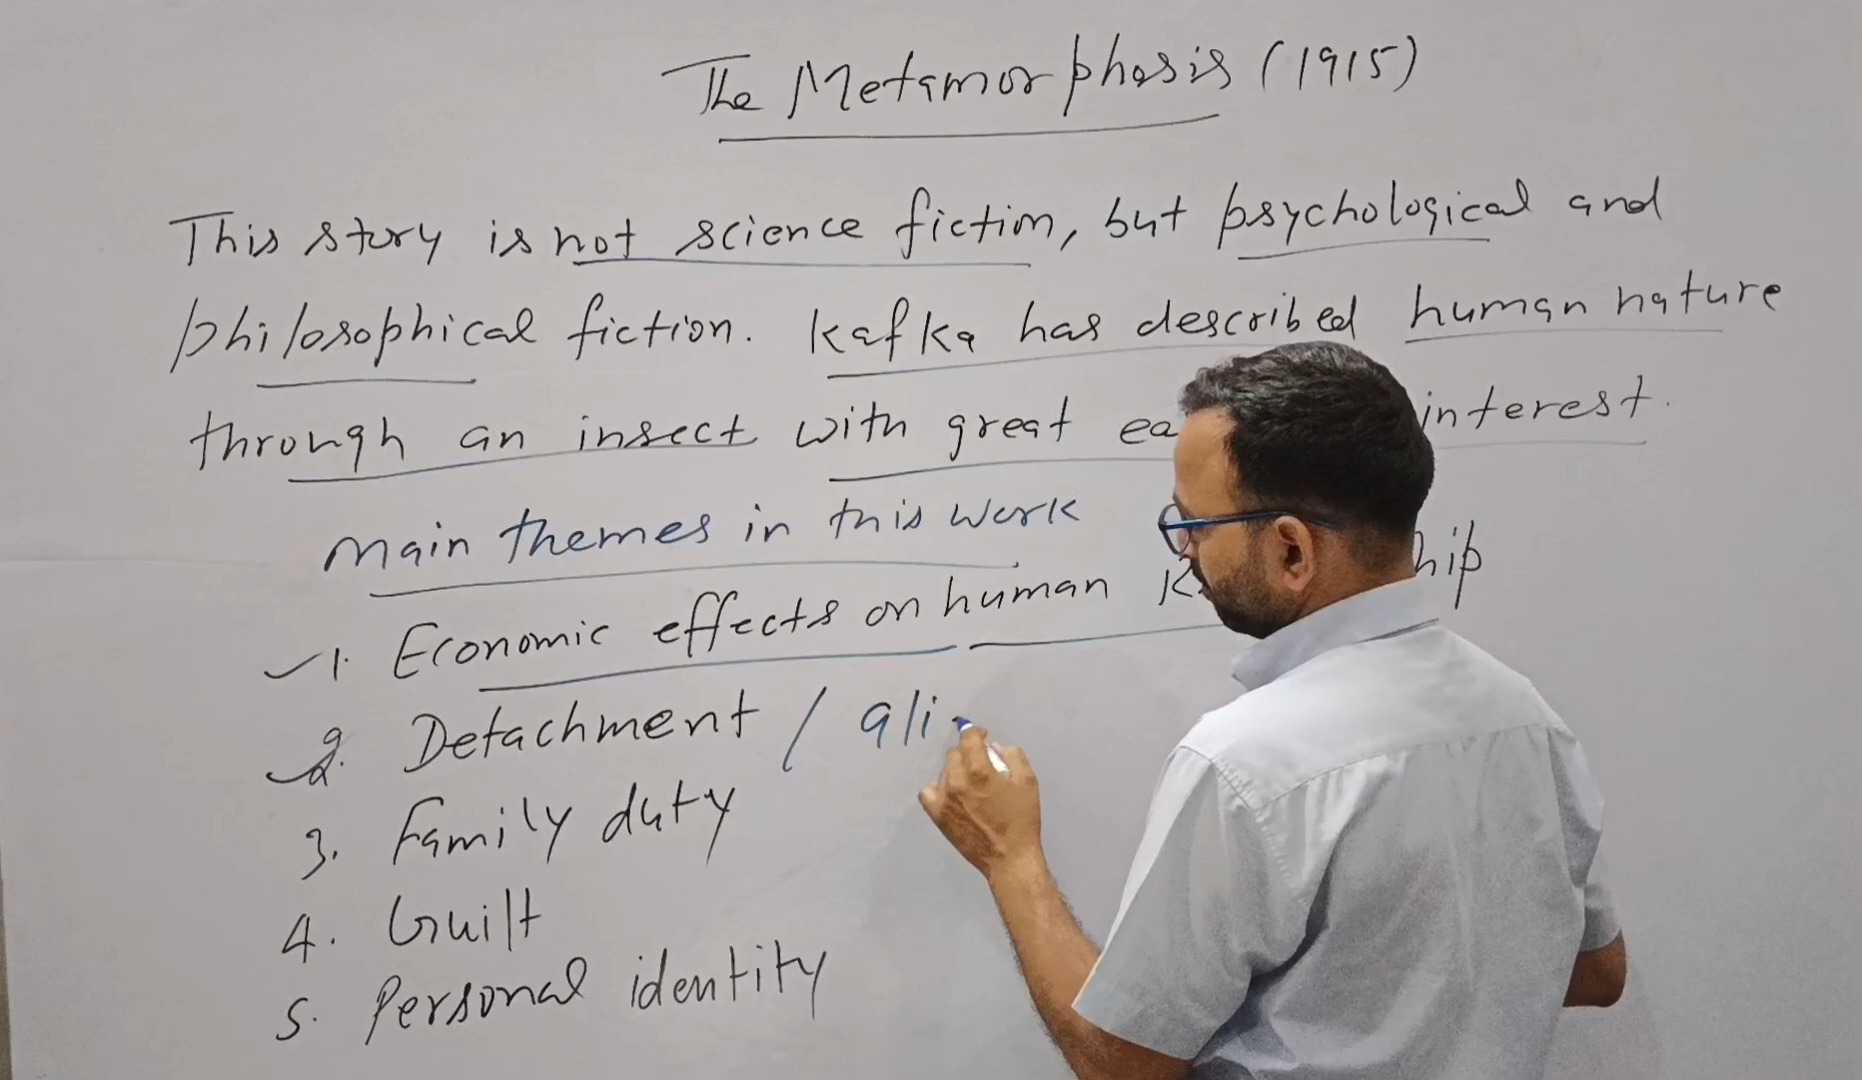 The Metamorphosis (1915)
This story is not science fiction, but psychological and
philosophical fiction. Kafka has described human nature
through an insect with great interest.
main themes in this work
1. Economic effects on human
2. Detachment / ali
3. Family duty
4. Guilt
5. Personal identity